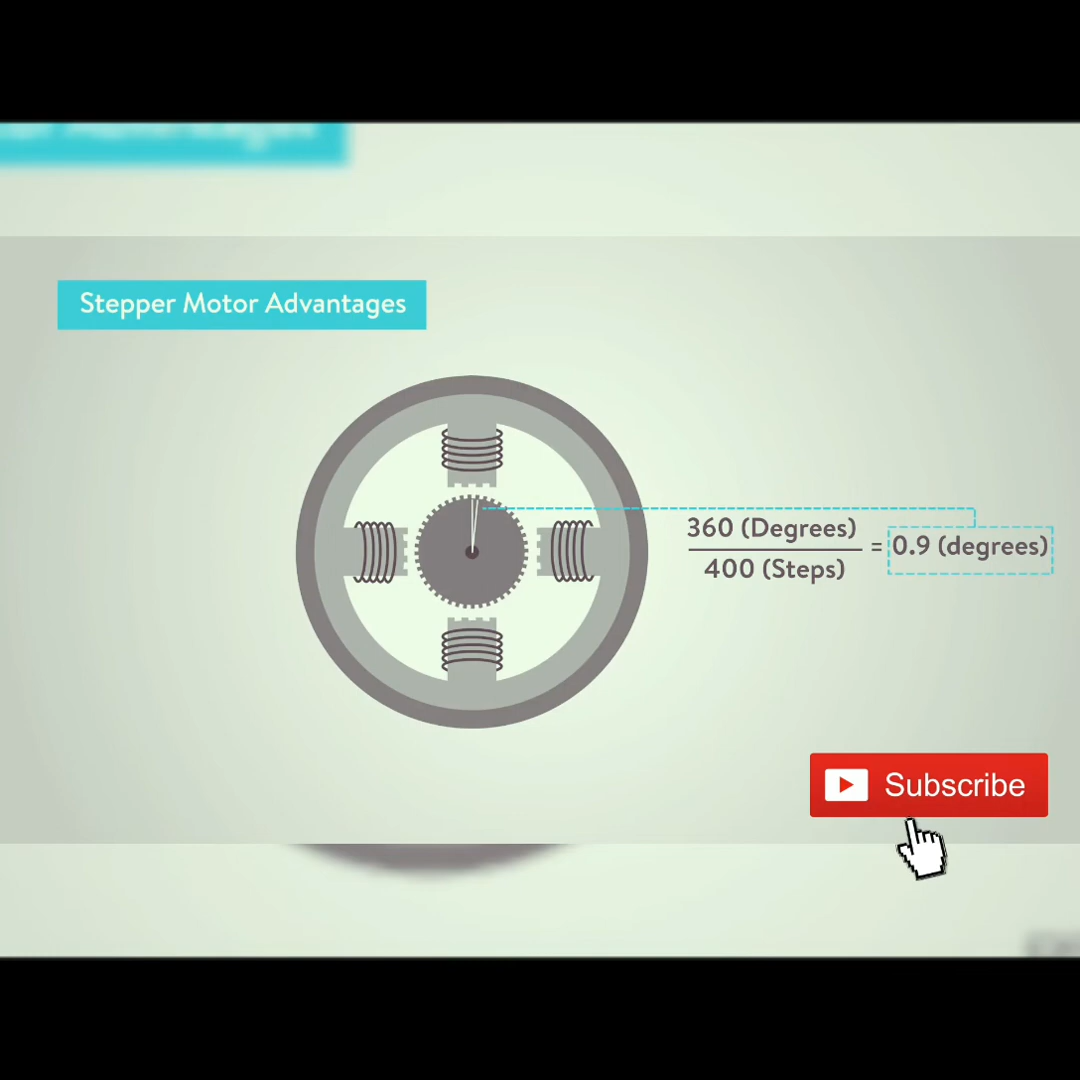 Stepper Motor Advantages
360 (Degrees)
400 (Steps)
= 0.9 (degrees)
Subscribe